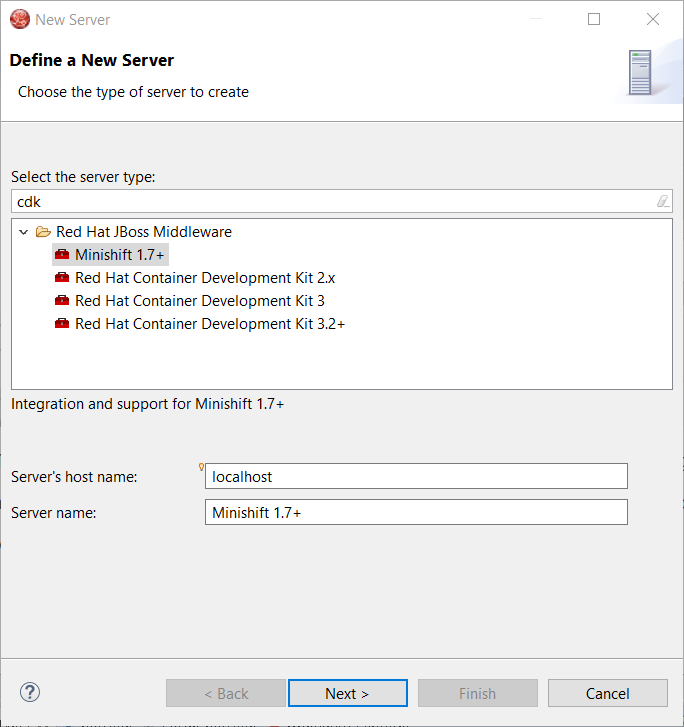 New Server
Define a New Server
Choose the type of server to create
Select the server type:
cdk
Red Hat JBoss Middleware
Minishift 1.7+
Red Hat Container Development Kit 2.x
Red Hat Container Development Kit 3
Red Hat Container Development Kit 3.2+
Integration and support for Minishift 1.7+
Server's host name: localhost
Server name: Minishift 1.7+
? < Back Next > Finish Cancel